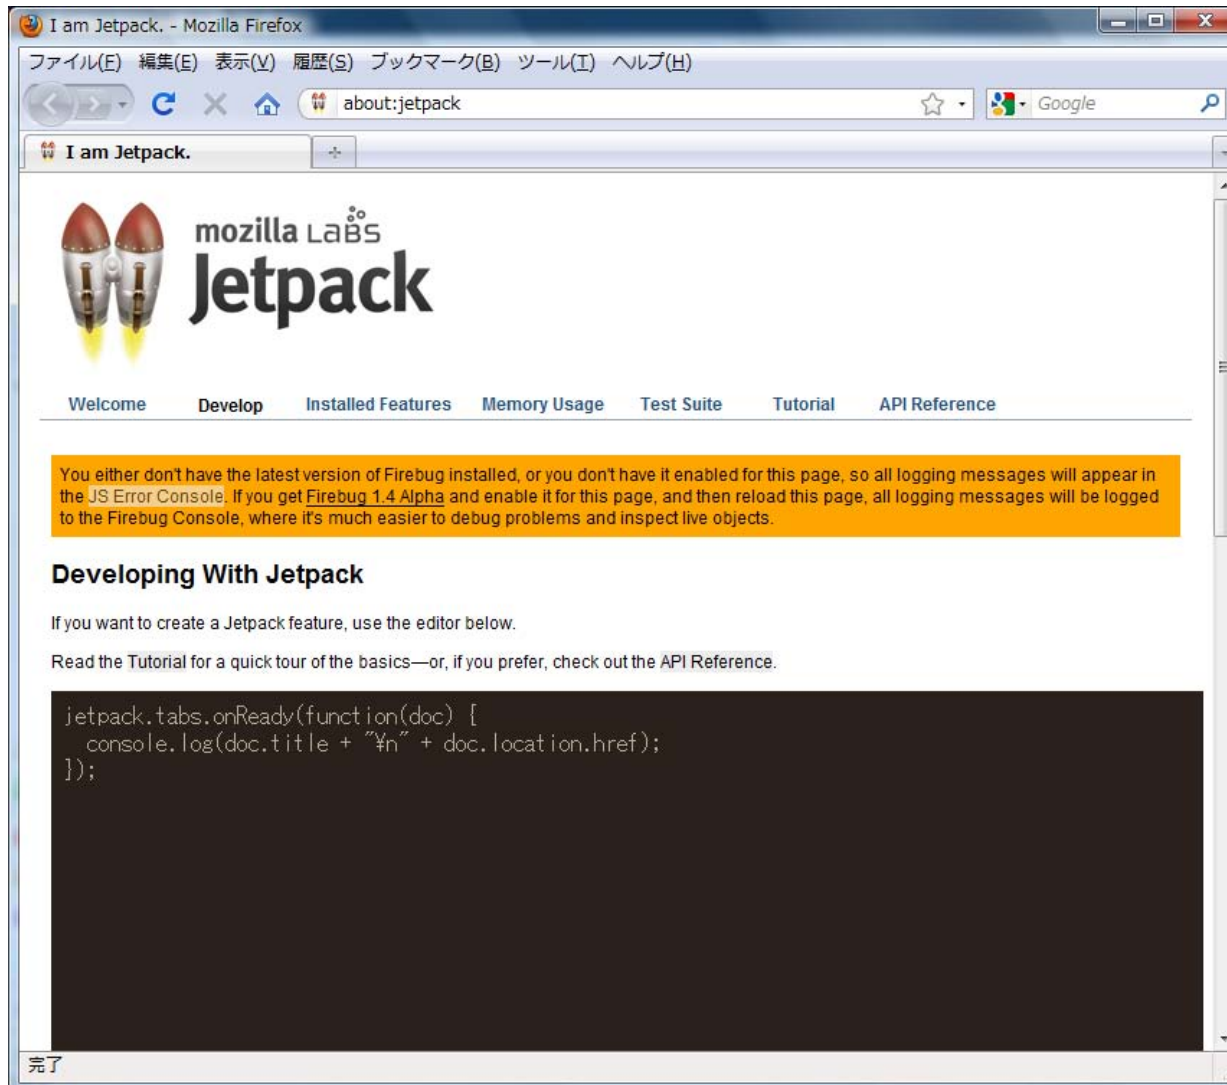 I am Jetpack. - Mozilla Firefox
ファイル(F) 編集(E) 表示(V) 履歴(S) ブックマーク(B) ツール(T) ヘルプ(H)
about:jetpack Google
I am Jetpack.
mozilla LaBS
Jetpack
Welcome Develop Installed Features Memory Usage Test Suite Tutorial API Reference
You either don't have the latest version of Firebug installed, or you don't have it enabled for this page, so all logging messages will appear in
the JS Error Console. If you get Firebug 1.4 Alpha and enable it for this page, and then reload this page, all logging messages will be logged
to the Firebug Console, where it's much easier to debug problems and inspect live objects.
Developing With Jetpack
If you want to create a Jetpack feature, use the editor below.
Read the Tutorial for a quick tour of the basics—or, if you prefer, check out the API Reference.
jetpack.tabs.onReady(function(doc) {
  console.log(doc.title + "¥n" + doc.location.href);
});
完了